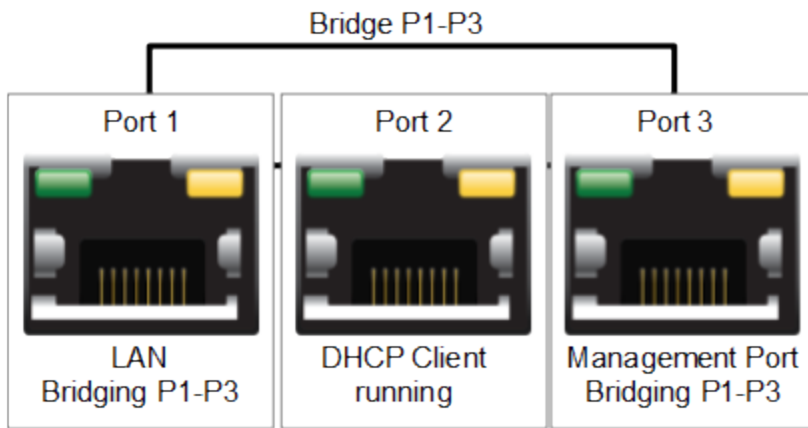 Bridge P1-P3
Port 1
Port 2
Port 3
LAN
Bridging P1-P3
DHCP Client
running
Management Port
Bridging P1-P3